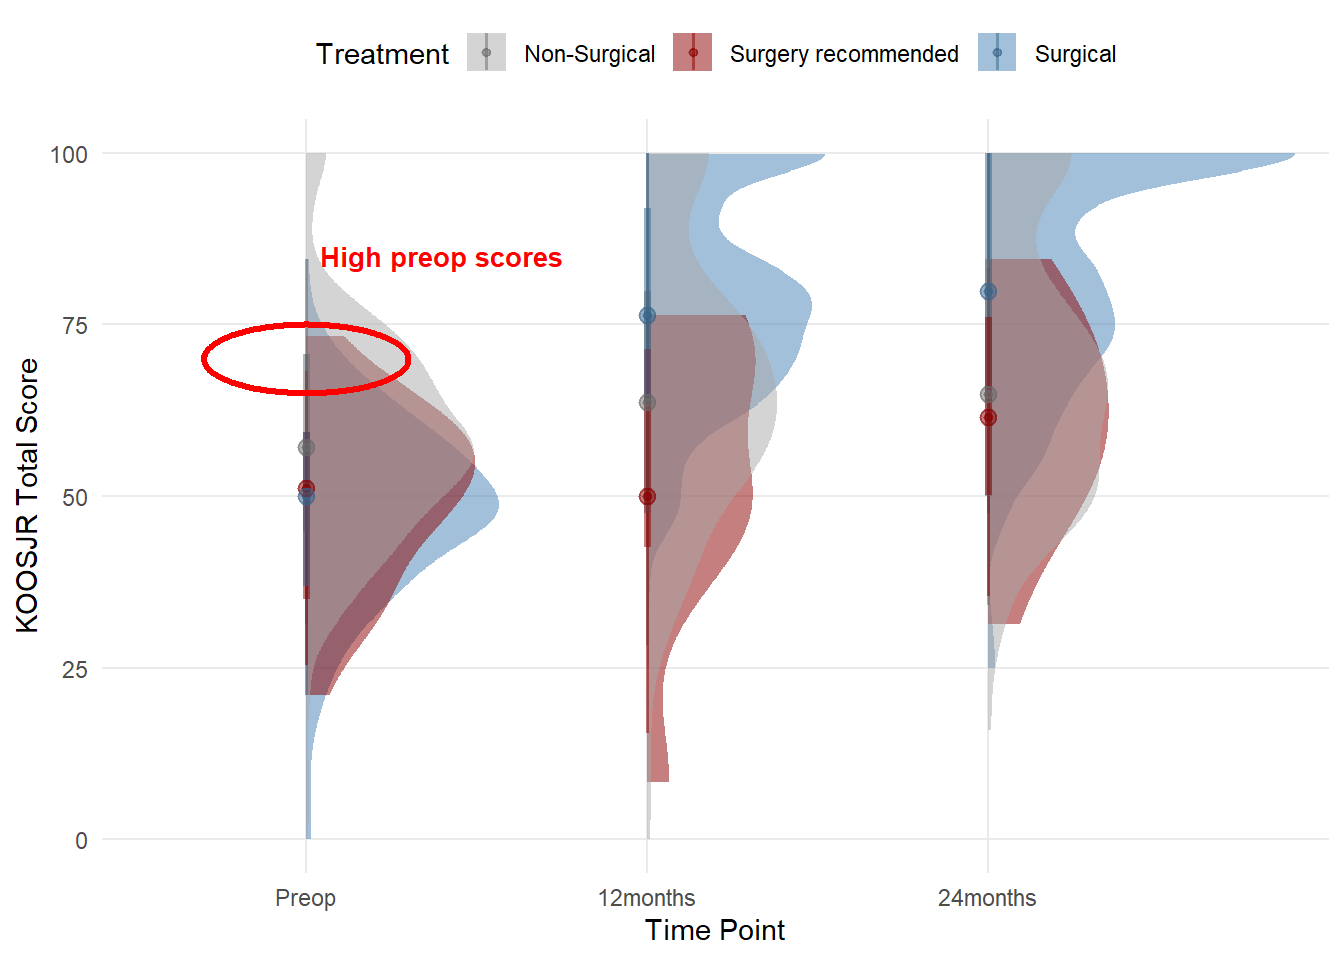 Treatment Non-Surgical Surgery recommended Surgical
100
High preop scores
75
50
25
0
KOOSJR Total Score
Preop 12months 24months
Time Point